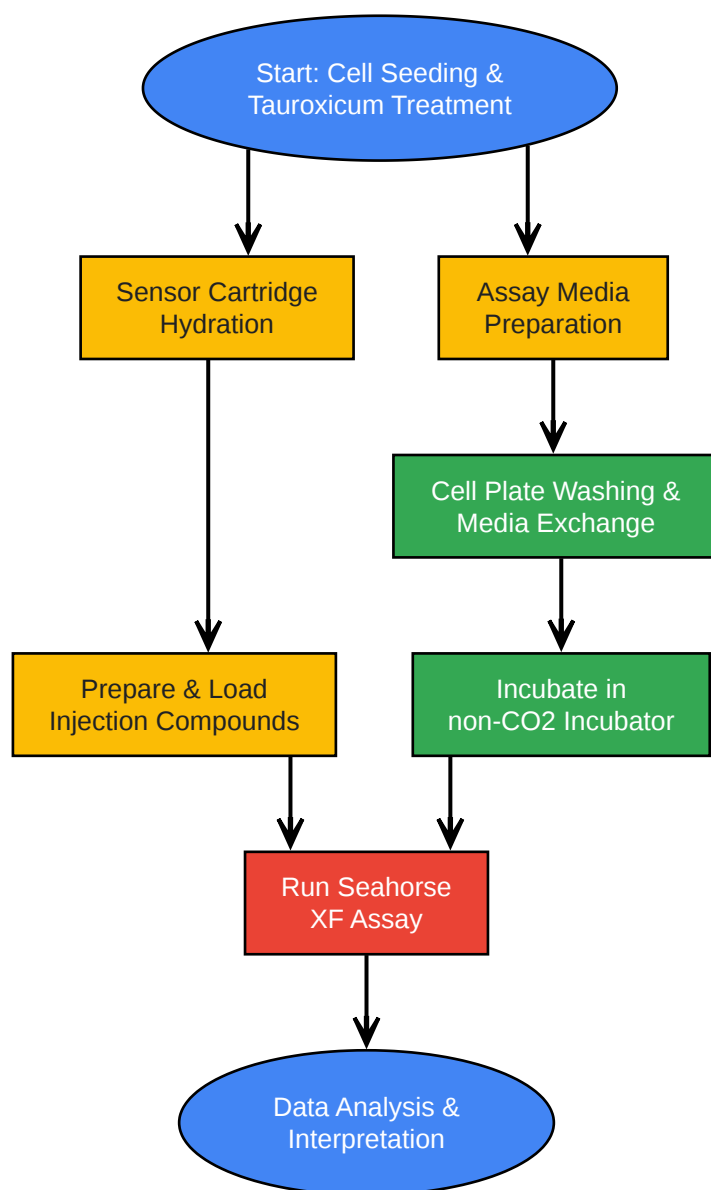 Start: Cell Seeding &
Tauroxicum Treatment
Sensor Cartridge
Hydration
Assay Media
Preparation
Cell Plate Washing &
Media Exchange
Prepare & Load
Injection Compounds
Incubate in
non-CO2 Incubator
Run Seahorse
XF Assay
Data Analysis &
Interpretation